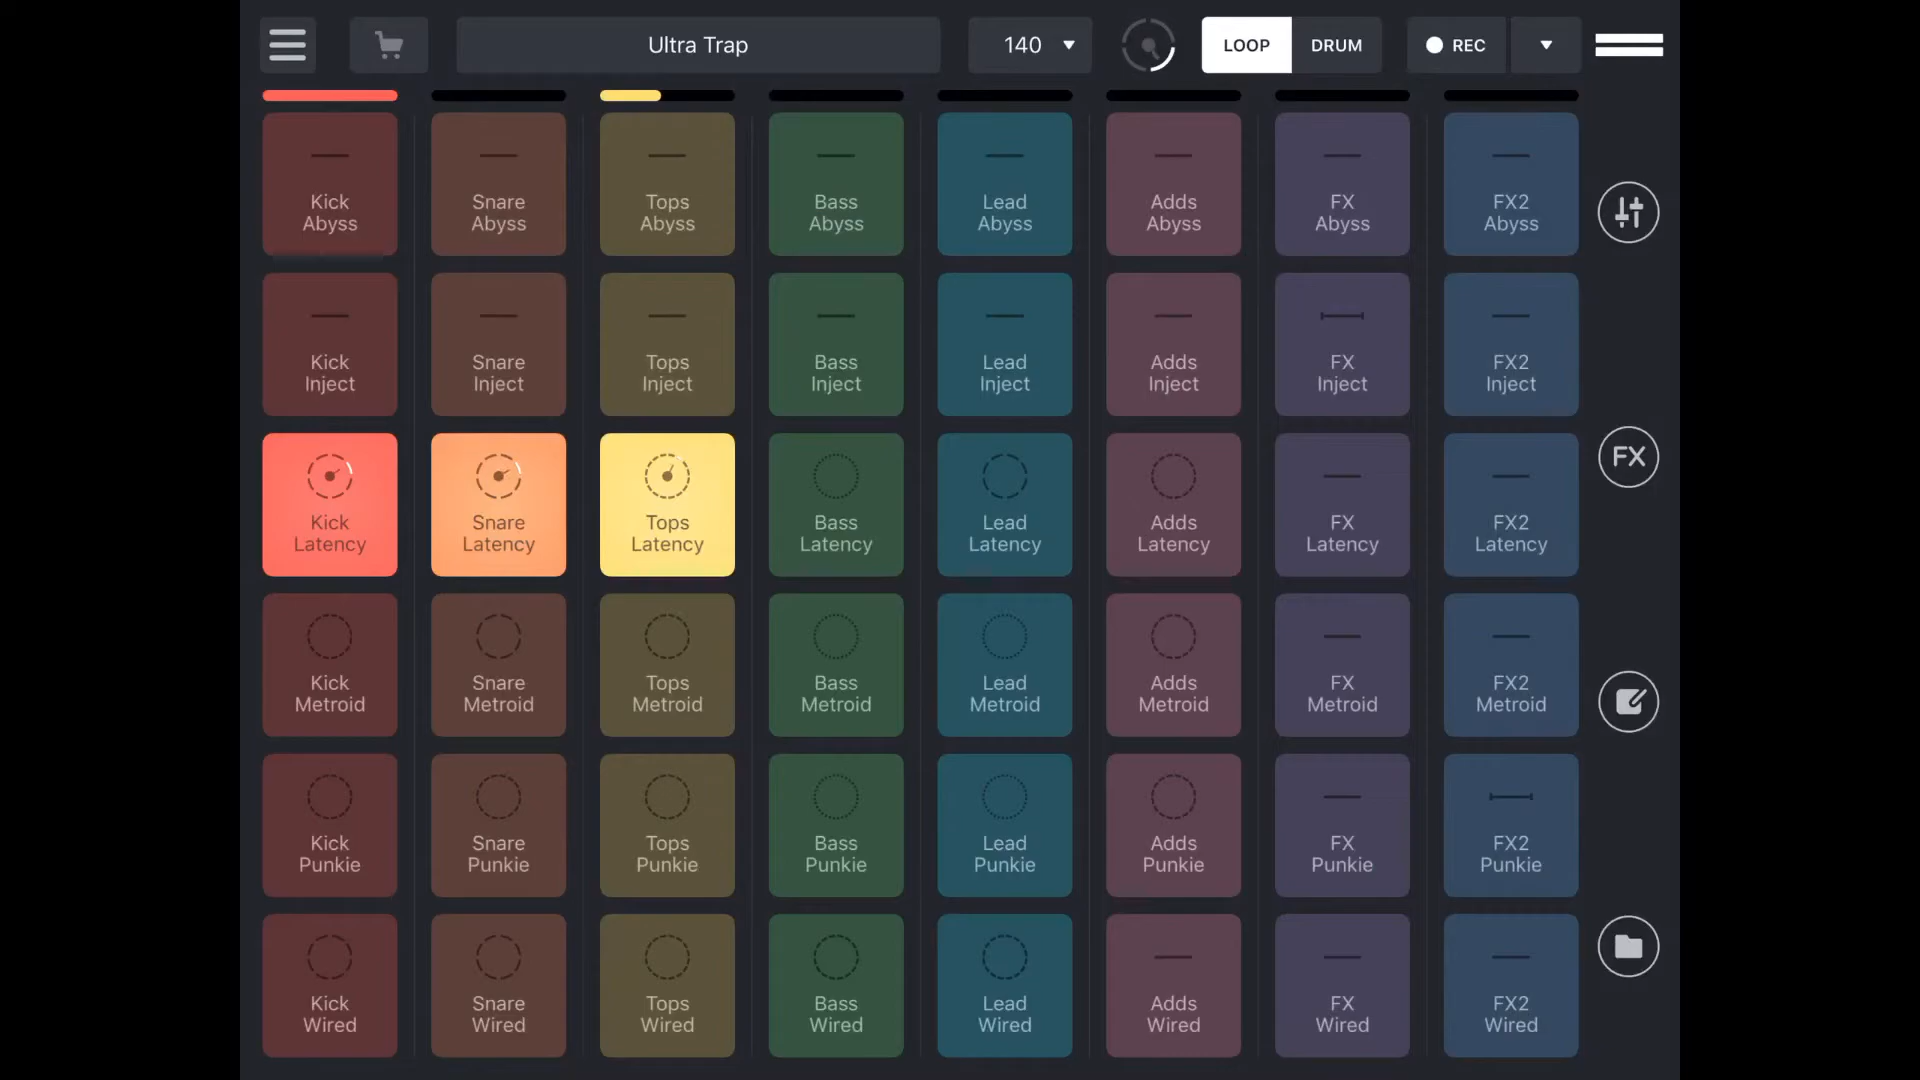 Ultra Trap
140
LOOP
DRUM
REC
Kick
Abyss
Snare
Abyss
Tops
Abyss
Bass
Abyss
Lead
Abyss
Adds
Abyss
FX
Abyss
FX2
Abyss
Kick
Inject
Snare
Inject
Tops
Inject
Bass
Inject
Lead
Inject
Adds
Inject
FX
Inject
FX2
Inject
FX
Kick
Latency
Snare
Latency
Tops
Latency
Bass
Latency
Lead
Latency
Adds
Latency
FX
Latency
FX2
Latency
Kick
Metroid
Snare
Metroid
Tops
Metroid
Bass
Metroid
Lead
Metroid
Adds
Metroid
FX
Metroid
FX2
Metroid
Kick
Punkie
Snare
Punkie
Tops
Punkie
Bass
Punkie
Lead
Punkie
Adds
Punkie
FX
Punkie
FX2
Punkie
Kick
Wired
Snare
Wired
Tops
Wired
Bass
Wired
Lead
Wired
Adds
Wired
FX
Wired
FX2
Wired